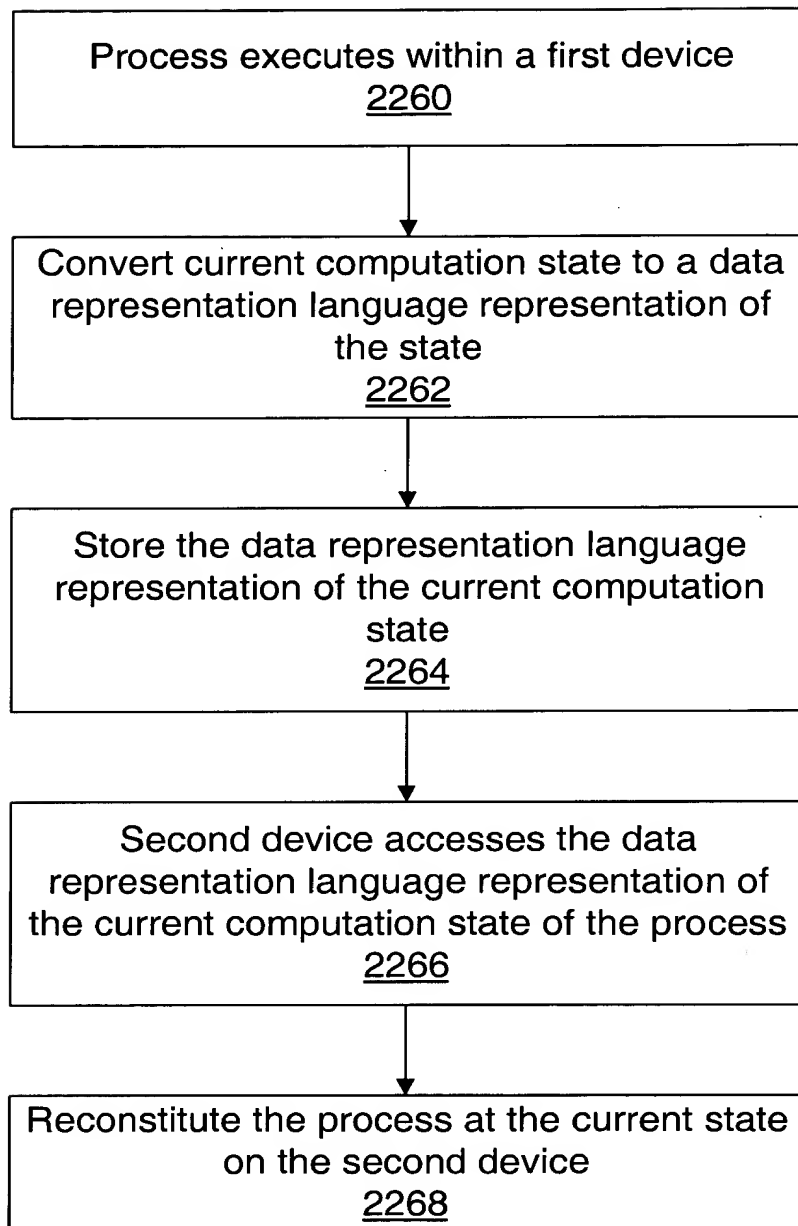 Process executes within a first device
2260
Convert current computation state to a data
representation language representation of
the state
2262
Store the data representation language
representation of the current computation
state
2264
Second device accesses the data
representation language representation of
the current computation state of the process
2266
Reconstitute the process at the current state
on the second device
2268